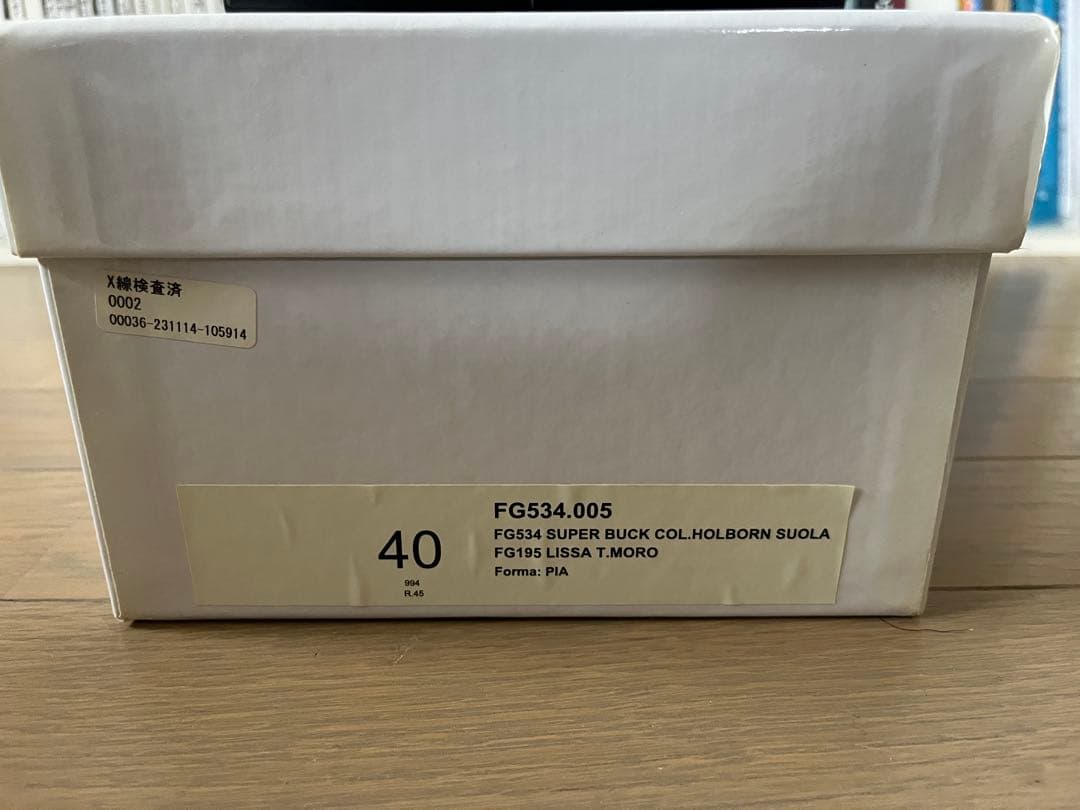 X線検査済
0002
00036-231114-105914
40
994
R.45
FG534.005
FG534 SUPER BUCK COL.HOLBORN SUOLA
FG195 LISSA T.MORO
Forma: PIA